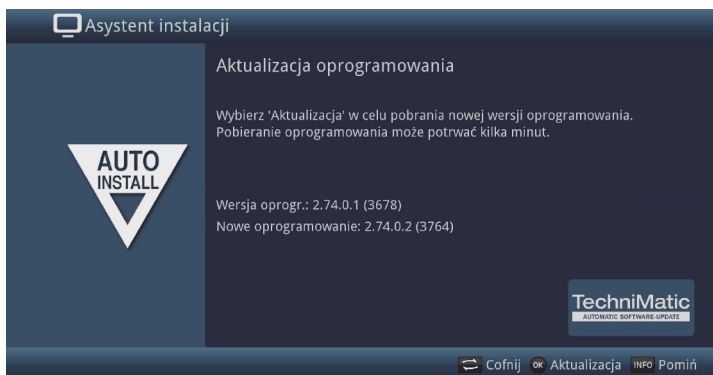 Asystent instalacji
Aktualizacja oprogramowania
Wybierz 'Aktualizacja' w celu pobrania nowej wersji oprogramowania.
Pobieranie oprogramowania może potrwać kilka minut.
AUTO
INSTALL
Wersja oprogr.: 2.74.0.1 (3678)
Nowe oprogramowanie: 2.74.0.2 (3764)
TechniMatic
AUTOMATIC SOFTWARE-UPDATE
Cofnij OK Aktualizacja INFO Pomiń